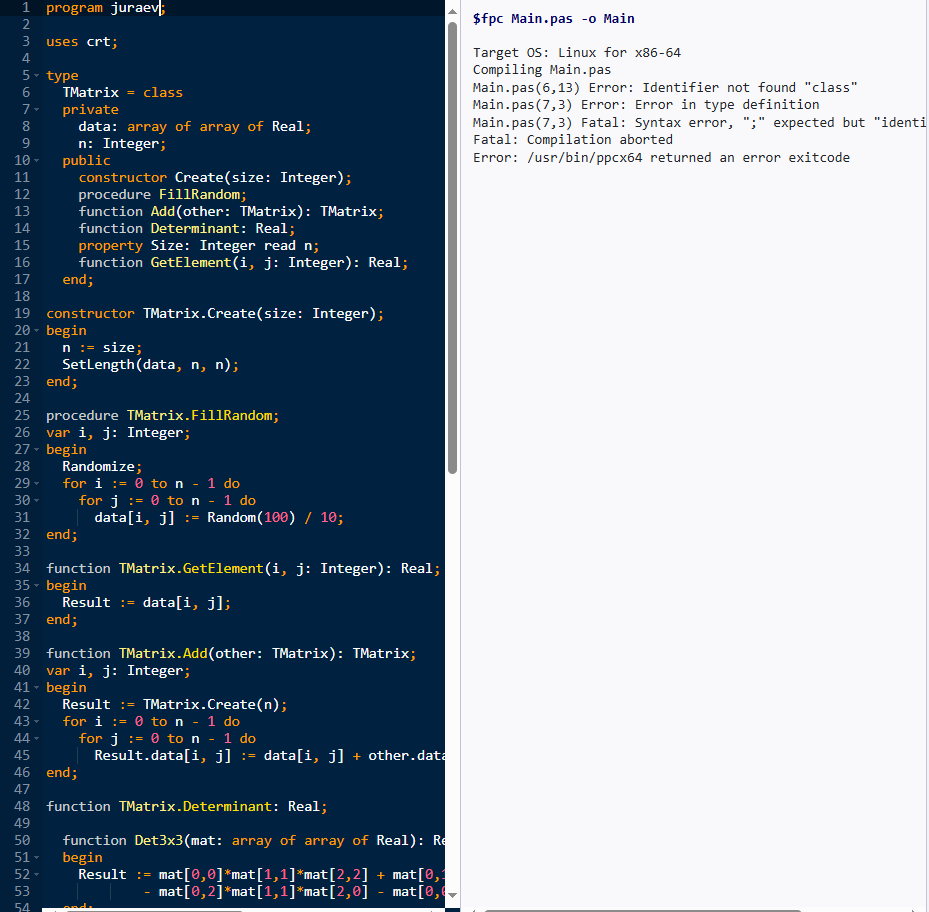 1 program juraev;
2
3 uses crt;
4
5 type
6 TMatrix = class
7 private
8 data: array of array of Real;
9 n: Integer;
10 public
11 constructor Create(size: Integer);
12 procedure FillRandom;
13 function Add(other: TMatrix): TMatrix;
14 function Determinant: Real;
15 property Size: Integer read n;
16 function GetElement(i, j: Integer): Real;
17 end;
18
19 constructor TMatrix.Create(size: Integer);
20 begin
21 n := size;
22 SetLength(data, n, n);
23 end;
24
25 procedure TMatrix.FillRandom;
26 var i, j: Integer;
27 begin
28 Randomize;
29 for i := 0 to n - 1 do
30 for j := 0 to n - 1 do
31 data[i, j] := Random(100) / 10;
32 end;
33
34 function TMatrix.GetElement(i, j: Integer): Real;
35 begin
36 Result := data[i, j];
37 end;
38
39 function TMatrix.Add(other: TMatrix): TMatrix;
40 var i, j: Integer;
41 begin
42 Result := TMatrix.Create(n);
43 for i := 0 to n - 1 do
44 for j := 0 to n - 1 do
45 Result.data[i, j] := data[i, j] + other.data
46 end;
47
48 function TMatrix.Determinant: Real;
49
50 function Det3x3(mat: array of array of Real): Re
51 begin
52 Result := mat[0,0]*mat[1,1]*mat[2,2] + mat[0,
53 - mat[0,2]*mat[1,1]*mat[2,0] - mat[0,
54 end;
$fpc Main.pas -o Main
Target OS: Linux for x86-64
Compiling Main.pas
Main.pas(6,13) Error: Identifier not found "class"
Main.pas(7,3) Error: Error in type definition
Main.pas(7,3) Fatal: Syntax error, ";" expected but "identi
Fatal: Compilation aborted
Error: /usr/bin/ppcx64 returned an error exitcode